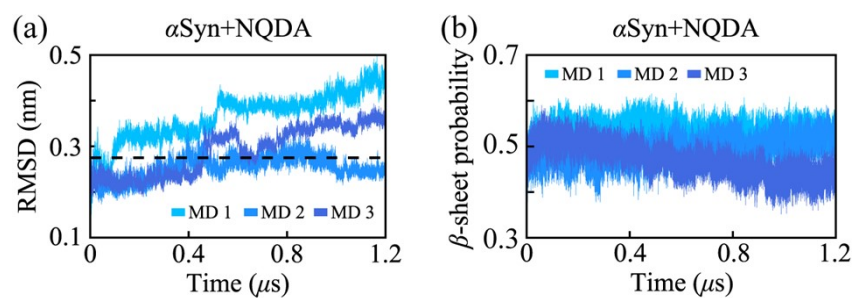 (a) αSyn+NQDA
RMSD (nm)
0.5
0.3
0.1
MD 1 MD 2 MD 3
0 0.4 0.8 1.2
Time (μs)
(b) αSyn+NQDA
β-sheet probability
0.7
0.5
0.3
MD 1 MD 2 MD 3
0 0.4 0.8 1.2
Time (μs)